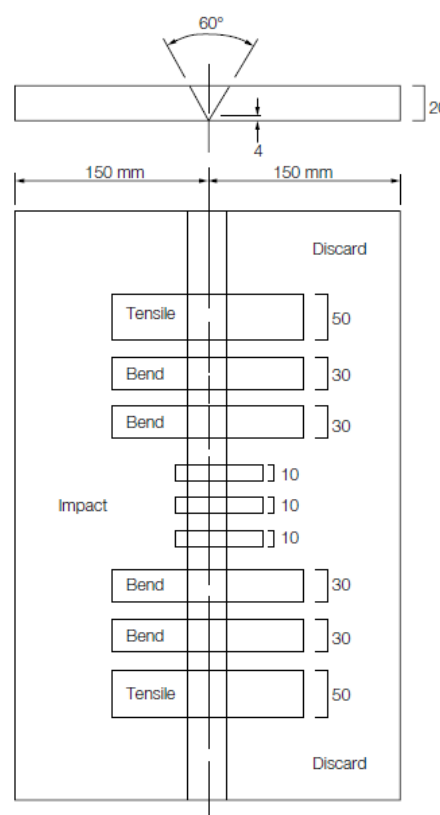 60°
20
4
150 mm 150 mm
Discard
Tensile 50
Bend 30
Bend 30
10
Impact 10
10
Bend 30
Bend 30
Tensile 50
Discard